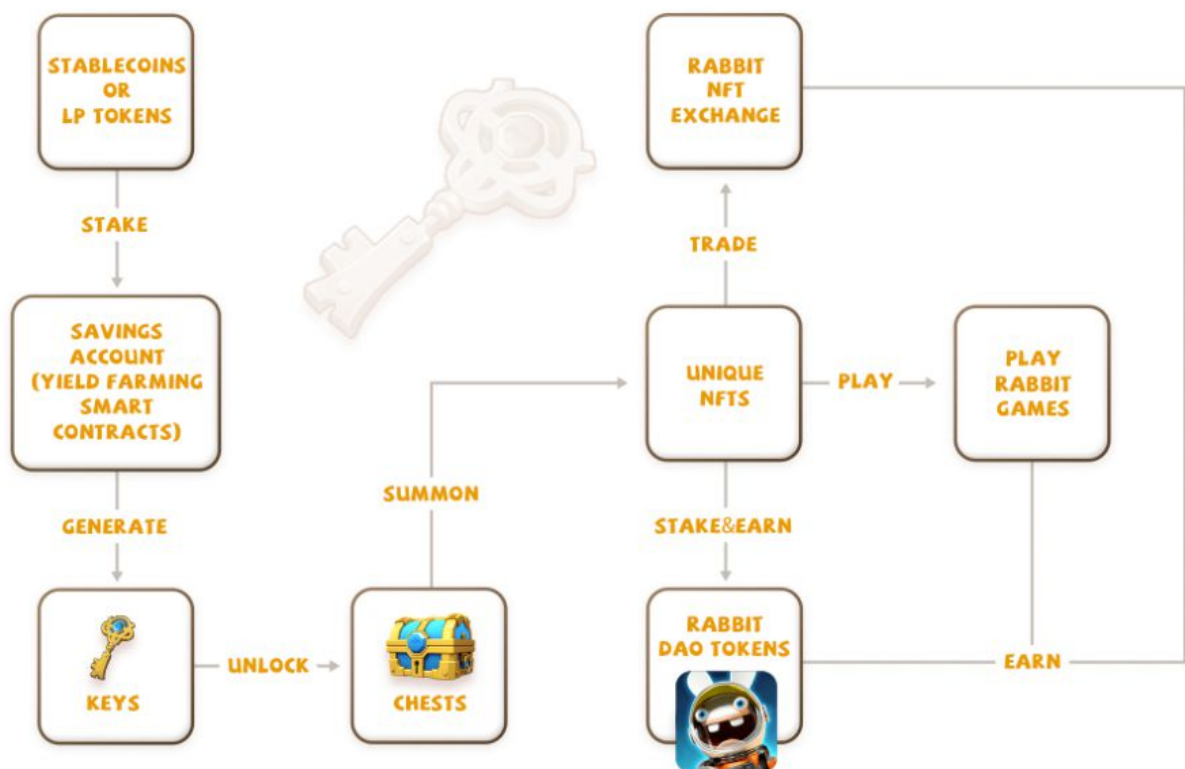 STABLECOINS
OR
LP TOKENS
STAKE
SAVINGS
ACCOUNT
(YIELD FARMING
SMART
CONTRACTS)
GENERATE
KEYS
UNLOCK
CHESTS
SUMMON
UNIQUE
NFTS
TRADE
RABBIT
NFT
EXCHANGE
PLAY
PLAY
RABBIT
GAMES
STAKE&EARN
RABBIT
DAO TOKENS
EARN